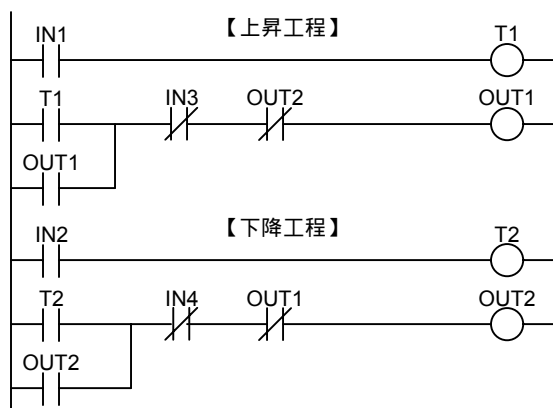 【上昇工程】
IN1 T1
T1 IN3 OUT2 OUT1
OUT1
【下降工程】
IN2 T2
T2 IN4 OUT1 OUT2
OUT2